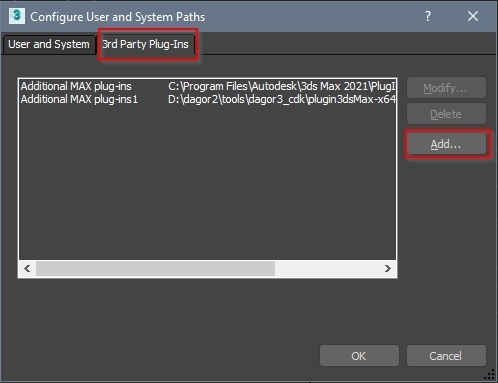 3 Configure User and System Paths ? ×
User and System 3rd Party Plug-Ins
Additional MAX plug-ins C:\Program Files\Autodesk\3ds Max 2021\PlugI
Additional MAX plug-ins1 D:\dagor2\tools\dagor3_cdk\plugin3dsMax-x64
Modify...
Delete
Add...
OK Cancel